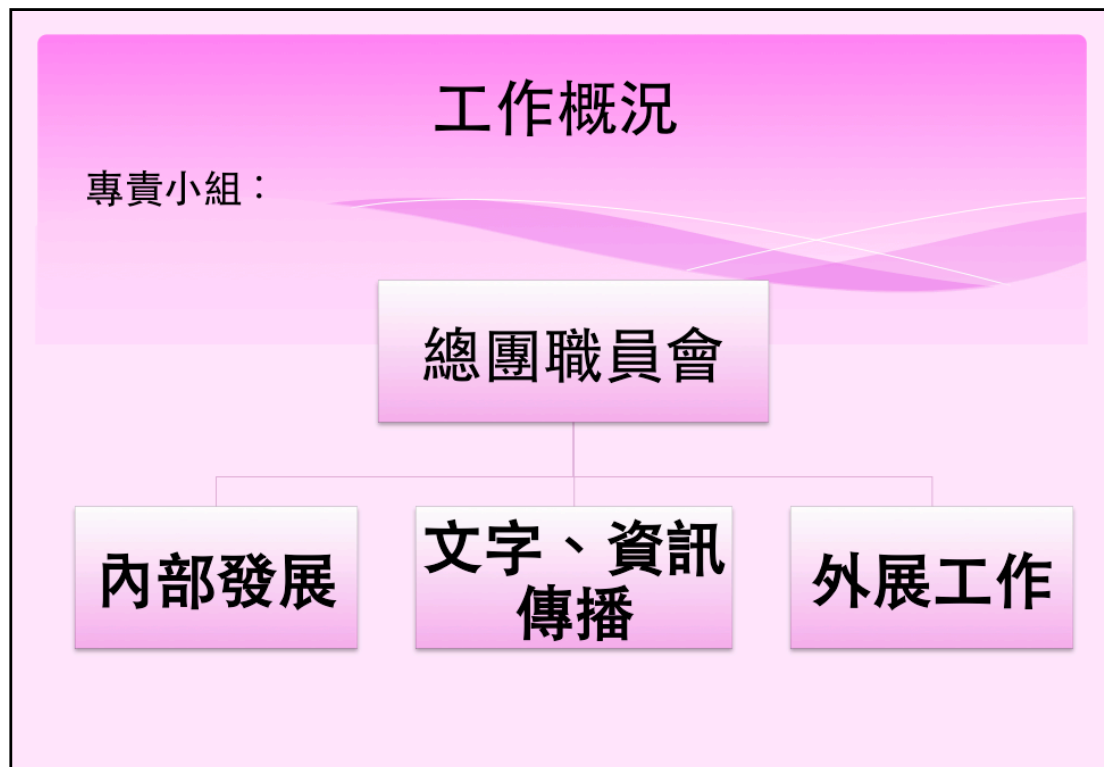 工作概況
專責小組：
總團職員會
內部發展
文字、資訊
傳播
外展工作